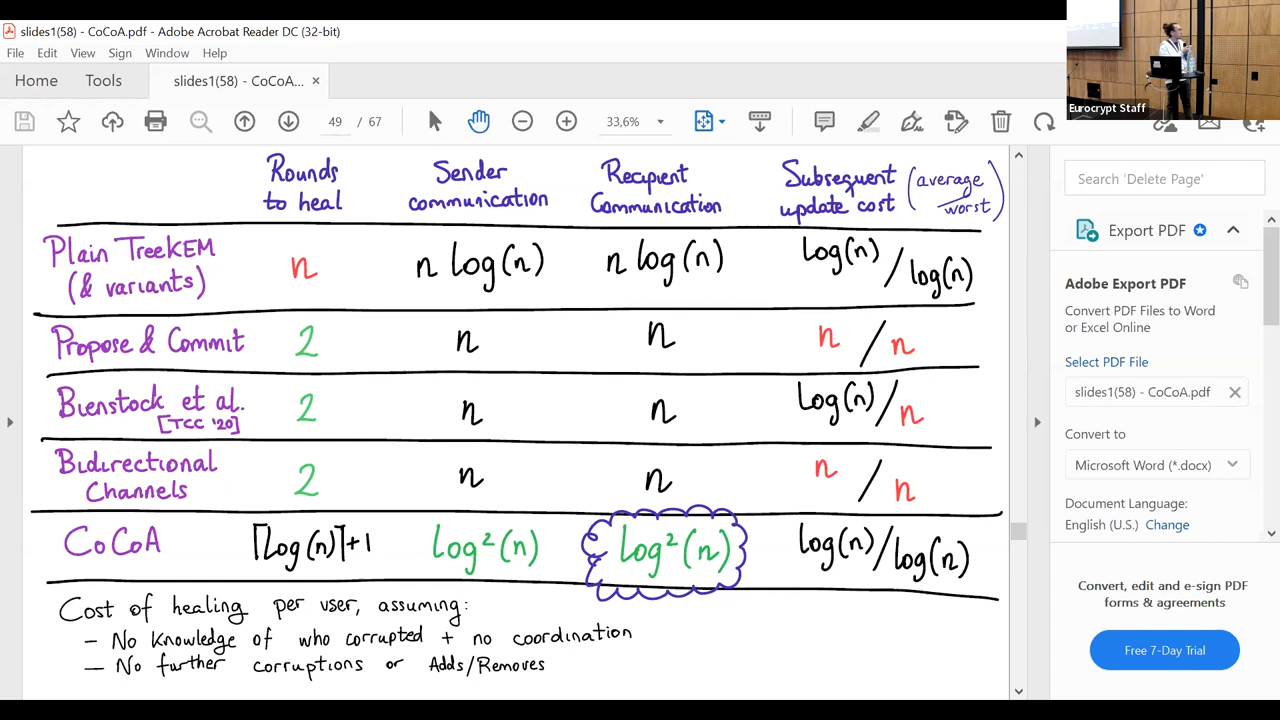 slides1(58) - CoCoA.pdf - Adobe Acrobat Reader DC (32-bit)
File Edit View Sign Window Help
Home Tools slides1(58) - CoCoA... ×
49 / 67 33,6%
Eurocrypt Staff
Rounds to heal
Sender communication
Recipient Communication
Subsequent update cost (average/worst)
Plain TreeKEM (& variants) n n log(n) n log(n) log(n)/log(n)
Propose & Commit 2 n n n/n
Bienstock et al. [TCC '20] 2 n n log(n)/n
Bidirectional Channels 2 n n n/n
CoCoA ⌈log(n)⌉+1 log²(n) log²(n) log(n)/log(n)
Cost of healing per user, assuming:
– No knowledge of who corrupted + no coordination
– No further corruptions or Adds/Removes
Search 'Delete Page'
Export PDF
Adobe Export PDF
Convert PDF Files to Word
or Excel Online
Select PDF File
slides1(58) - CoCoA.pdf
Convert to
Microsoft Word (*.docx)
Document Language:
English (U.S.) Change
Convert, edit and e-sign PDF
forms & agreements
Free 7-Day Trial